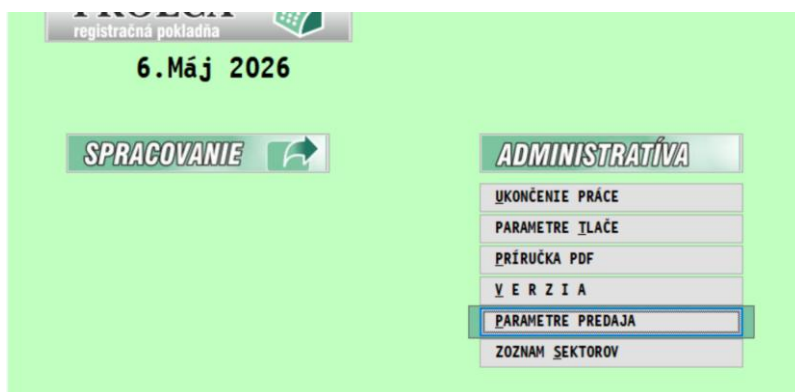 registračná pokladňa
6.Máj 2026
SPRACOVANIE
ADMINISTRATÍVA
UKONČENIE PRÁCE
PARAMETRE TLAČE
PRÍRUČKA PDF
V E R Z I A
PARAMETRE PREDAJA
ZOZNAM SEKTOROV